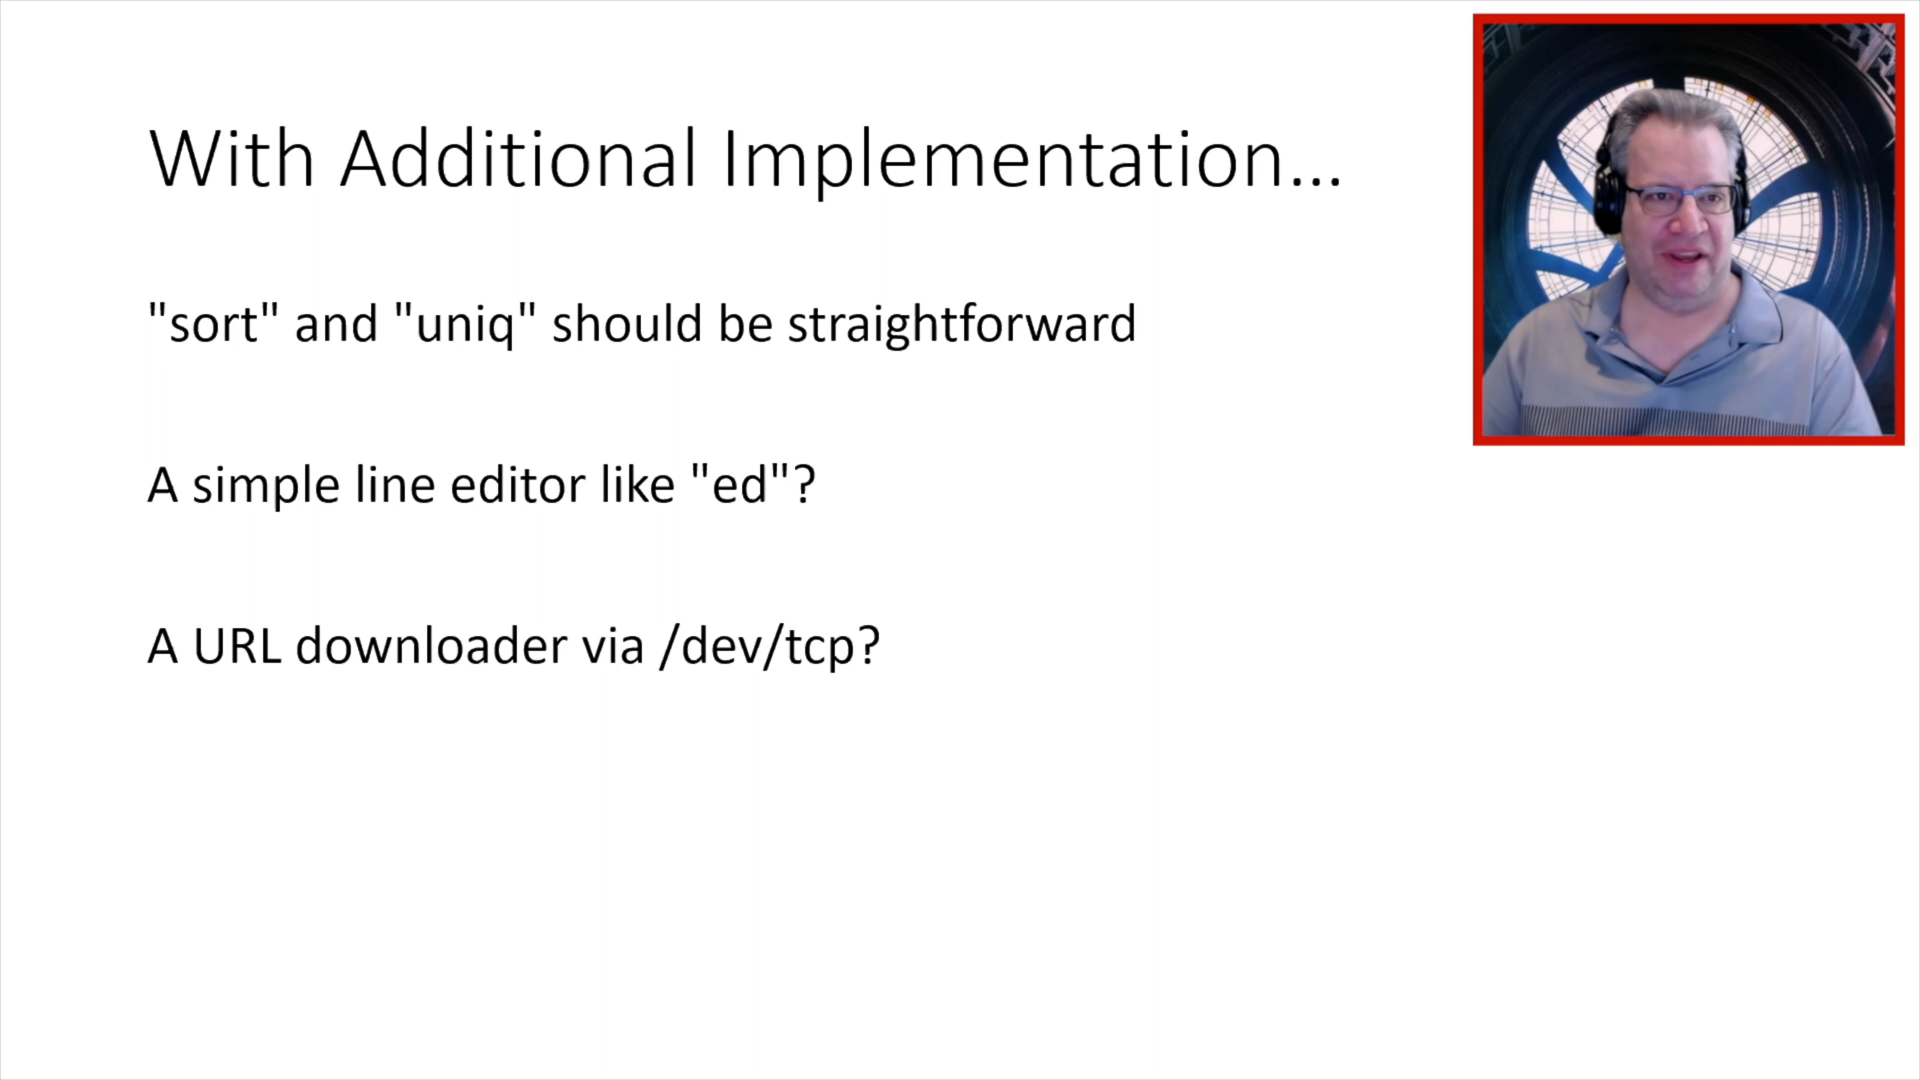 With Additional Implementation...
"sort" and "uniq" should be straightforward
A simple line editor like "ed"?
A URL downloader via /dev/tcp?